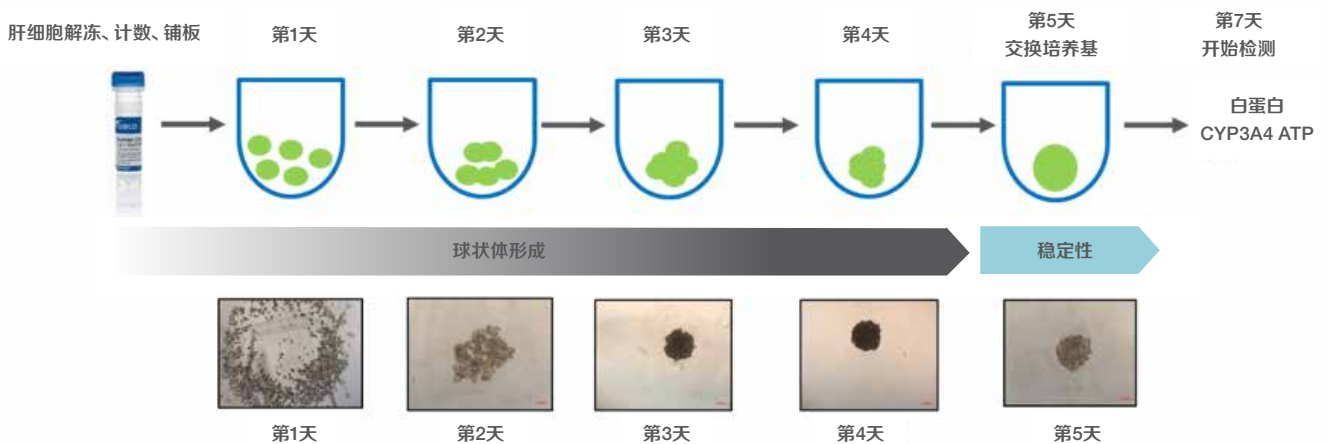 肝细胞解冻、计数、铺板
第1天
第2天
第3天
第4天
第5天
交换培养基
第7天
开始检测
白蛋白
CYP3A4 ATP
球状体形成
稳定性
第1天
第2天
第3天
第4天
第5天